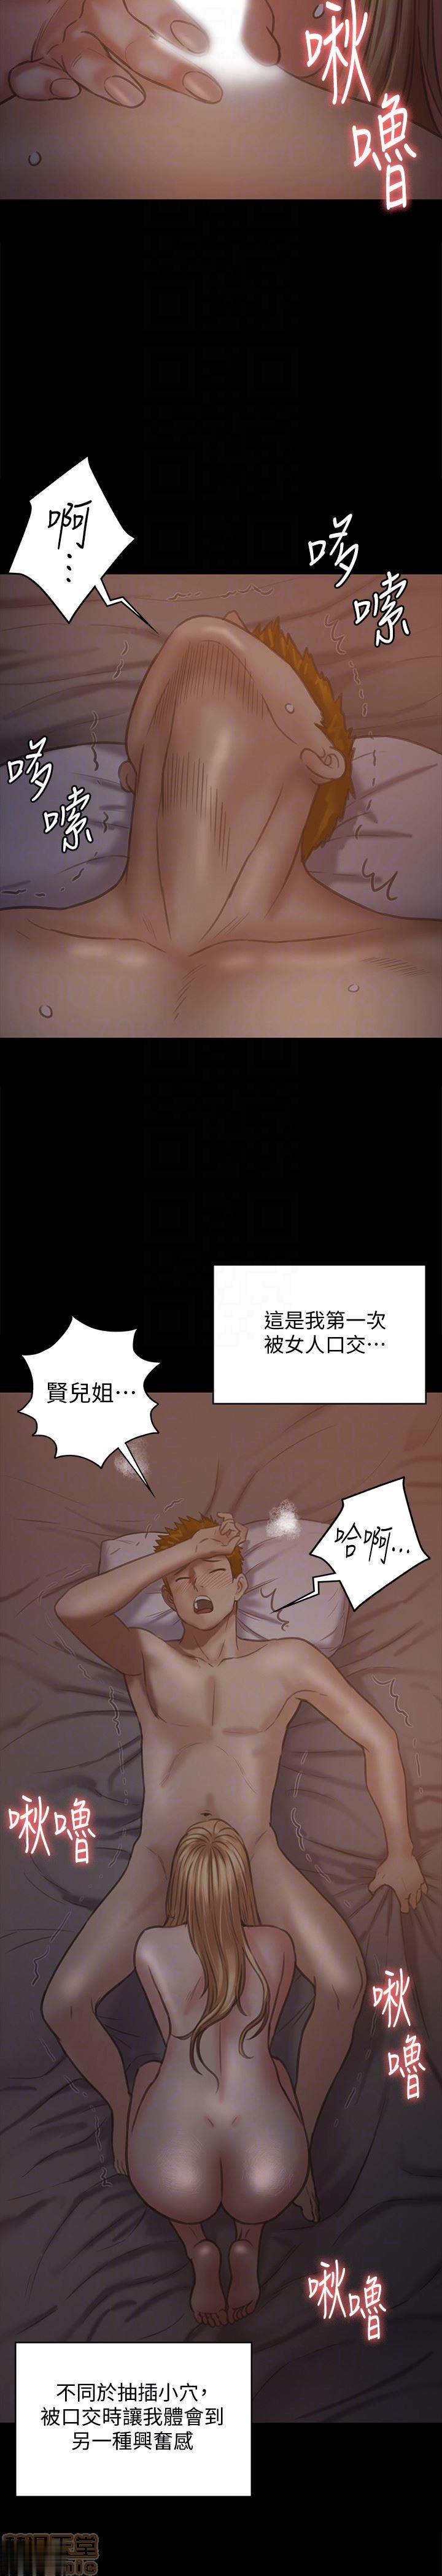 啾
嚕
啊…
哆
嗦
哆
嗦
這是我第一次
被女人口交…
賢兒姐…
哈啊…
啾嚕
啾
嚕
啾嚕
不同於抽插小穴,
被口交時讓我體會到
另一種興奮感